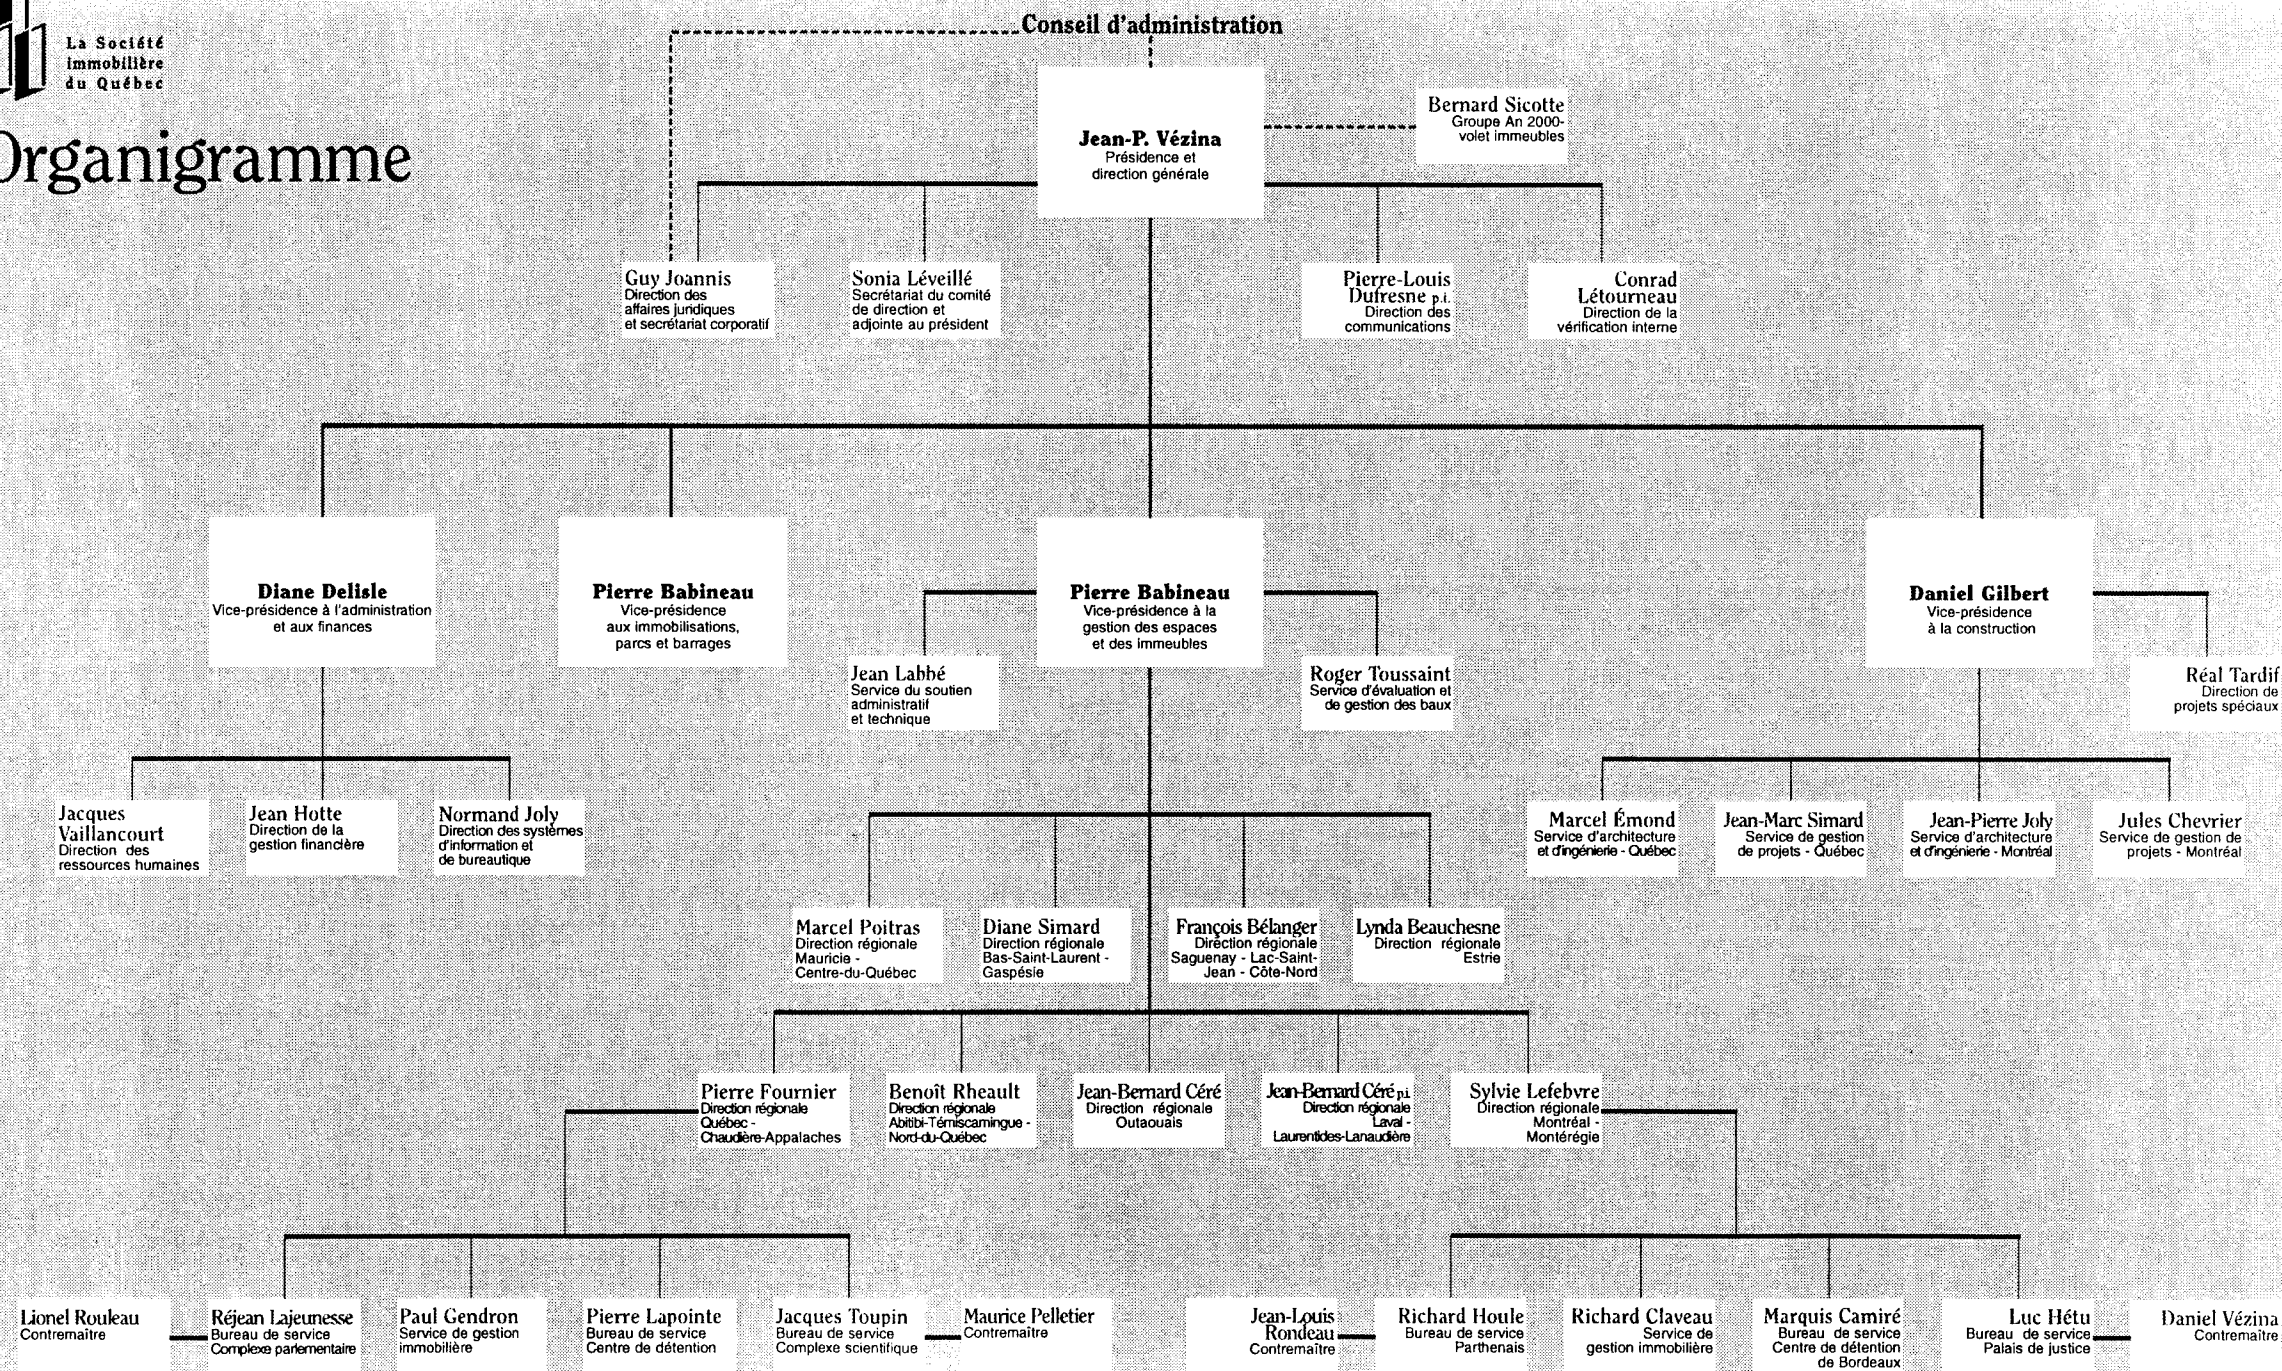 La Société
immobilière
du Québec
Organigramme
Conseil d'administration
Jean-P. Vézina
Présidence et
direction générale
Bernard Sicotte
Groupe An 2000-
volet immeubles
Guy Joannis
Direction des
affaires juridiques
et secrétariat corporatif
Sonia Léveillé
Secrétariat du comité
de direction et
adjointe au président
Pierre-Louis
Dufresne p.i.
Direction des
communications
Conrad
Létourneau
Direction de la
vérification interne
Diane Delisle
Vice-présidence à l'administration
et aux finances
Pierre Babineau
Vice-présidence
aux immobilisations,
parcs et barrages
Pierre Babineau
Vice-présidence à la
gestion des espaces
et des immeubles
Daniel Gilbert
Vice-présidence
à la construction
Jean Labbé
Service du soutien
administratif
et technique
Roger Toussaint
Service d'évaluation et
de gestion des baux
Réal Tardif
Direction de
projets spéciaux
Jacques
Vaillancourt
Direction des
ressources humaines
Jean Hotte
Direction de la
gestion financière
Normand Joly
Direction des systèmes
d'information et
de bureautique
Marcel Émond
Service d'architecture
et d'ingénierie - Québec
Jean-Marc Simard
Service de gestion
de projets - Québec
Jean-Pierre Joly
Service d'architecture
et d'ingénierie - Montréal
Jules Chevrier
Service de gestion de
projets - Montréal
Marcel Poitras
Direction régionale
Mauricie -
Centre-du-Québec
Diane Simard
Direction régionale
Bas-Saint-Laurent -
Gaspésie
François Bélanger
Direction régionale
Saguenay - Lac-Saint-
Jean - Côte-Nord
Lynda Beauchesne
Direction régionale
Estrie
Pierre Fournier
Direction régionale
Québec -
Chaudière-Appalaches
Benoît Rheault
Direction régionale
Abitibi-Témiscamingue -
Nord-du-Québec
Jean-Bernard Céré
Direction régionale
Outaouais
Jean-Bernard Céré p.i.
Direction régionale
Laval -
Laurentides-Lanaudière
Sylvie Lefebvre
Direction régionale
Montréal -
Montérégie
Lionel Rouleau
Contremaître
Réjean Lajeunesse
Bureau de service
Complexe parlementaire
Paul Gendron
Service de gestion
immobilière
Pierre Lapointe
Bureau de service
Centre de détention
Jacques Toupin
Bureau de service
Complexe scientifique
Maurice Pelletier
Contremaître
Jean-Louis
Rondeau
Contremaître
Richard Houle
Bureau de service
Parthenais
Richard Claveau
Service de
gestion immobilière
Marquis Camiré
Bureau de service
Centre de détention
de Bordeaux
Luc Hétu
Bureau de service
Palais de justice
Daniel Vézina
Contremaître